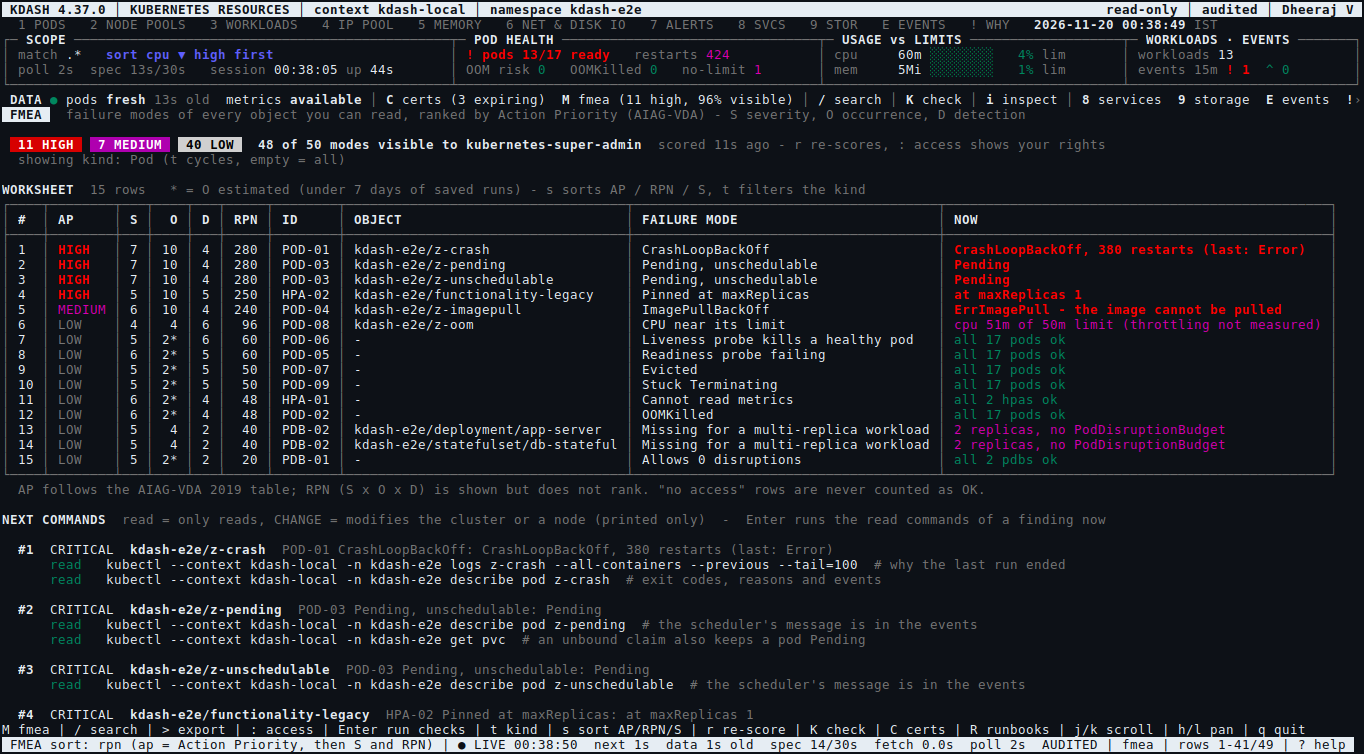 KDASH 4.37.0 │ KUBERNETES RESOURCES │ context kdash-local │ namespace kdash-e2e read-only │ audited │ Dheeraj V
1 PODS 2 NODE POOLS 3 WORKLOADS 4 IP POOL 5 MEMORY 6 NET & DISK IO 7 ALERTS 8 SVCS 9 STOR E EVENTS ! WHY 2026-11-20 00:38:49 IST
SCOPE POD HEALTH USAGE vs LIMITS WORKLOADS · EVENTS
match .* sort cpu ▼ high first ! pods 13/17 ready restarts 424 cpu 60m 4% lim workloads 13
poll 2s spec 13s/30s session 00:38:05 up 44s OOM risk 0 OOMKilled 0 no-limit 1 mem 5Mi 1% lim events 15m ! 1 ^ 0
DATA ● pods fresh 13s old metrics available │ C certs (3 expiring) M fmea (11 high, 96% visible) │ / search │ K check │ i inspect │ 8 services 9 storage E events !›
FMEA failure modes of every object you can read, ranked by Action Priority (AIAG-VDA) - S severity, O occurrence, D detection
11 HIGH 7 MEDIUM 40 LOW 48 of 50 modes visible to kubernetes-super-admin scored 11s ago - r re-scores, : access shows your rights
showing kind: Pod (t cycles, empty = all)
WORKSHEET 15 rows * = O estimated (under 7 days of saved runs) - s sorts AP / RPN / S, t filters the kind
# AP S O D RPN ID OBJECT FAILURE MODE NOW
1 HIGH 7 10 4 280 POD-01 kdash-e2e/z-crash CrashLoopBackOff CrashLoopBackOff, 380 restarts (last: Error)
2 HIGH 7 10 4 280 POD-03 kdash-e2e/z-pending Pending, unschedulable Pending
3 HIGH 7 10 4 280 POD-03 kdash-e2e/z-unschedulable Pending, unschedulable Pending
4 HIGH 5 10 5 250 HPA-02 kdash-e2e/functionality-legacy Pinned at maxReplicas at maxReplicas 1
5 MEDIUM 6 10 4 240 POD-04 kdash-e2e/z-imagepull ImagePullBackOff ErrImagePull - the image cannot be pulled
6 LOW 4 4 6 96 POD-08 kdash-e2e/z-oom CPU near its limit cpu 51m of 50m limit (throttling not measured)
7 LOW 5 2* 6 60 POD-06 - Liveness probe kills a healthy pod all 17 pods ok
8 LOW 6 2* 5 60 POD-05 - Readiness probe failing all 17 pods ok
9 LOW 5 2* 5 50 POD-07 - Evicted all 17 pods ok
10 LOW 5 2* 5 50 POD-09 - Stuck Terminating all 17 pods ok
11 LOW 6 2* 4 48 HPA-01 - Cannot read metrics all 2 hpas ok
12 LOW 6 2* 4 48 POD-02 - OOMKilled all 17 pods ok
13 LOW 5 4 2 40 PDB-02 kdash-e2e/deployment/app-server Missing for a multi-replica workload 2 replicas, no PodDisruptionBudget
14 LOW 5 4 2 40 PDB-02 kdash-e2e/statefulset/db-stateful Missing for a multi-replica workload 2 replicas, no PodDisruptionBudget
15 LOW 5 2* 2 20 PDB-01 - Allows 0 disruptions all 2 pdbs ok
AP follows the AIAG-VDA 2019 table; RPN (S x O x D) is shown but does not rank. "no access" rows are never counted as OK.
NEXT COMMANDS read = only reads, CHANGE = modifies the cluster or a node (printed only) - Enter runs the read commands of a finding now
#1 CRITICAL kdash-e2e/z-crash POD-01 CrashLoopBackOff: CrashLoopBackOff, 380 restarts (last: Error)
read kubectl --context kdash-local -n kdash-e2e logs z-crash --all-containers --previous --tail=100 # why the last run ended
read kubectl --context kdash-local -n kdash-e2e describe pod z-crash # exit codes, reasons and events
#2 CRITICAL kdash-e2e/z-pending POD-03 Pending, unschedulable: Pending
read kubectl --context kdash-local -n kdash-e2e describe pod z-pending # the scheduler's message is in the events
read kubectl --context kdash-local -n kdash-e2e get pvc # an unbound claim also keeps a pod Pending
#3 CRITICAL kdash-e2e/z-unschedulable POD-03 Pending, unschedulable: Pending
read kubectl --context kdash-local -n kdash-e2e describe pod z-unschedulable # the scheduler's message is in the events
#4 CRITICAL kdash-e2e/functionality-legacy HPA-02 Pinned at maxReplicas: at maxReplicas 1
M fmea | / search | > export | : access | Enter run checks | t kind | s sort AP/RPN/S | r re-score | K check | C certs | R runbooks | j/k scroll | h/l pan | q quit
FMEA sort: rpn (ap = Action Priority, then S and RPN) | ● LIVE 00:38:50 next 1s data 1s old spec 14/30s fetch 0.0s poll 2s AUDITED | fmea | rows 1-41/49 | ? help